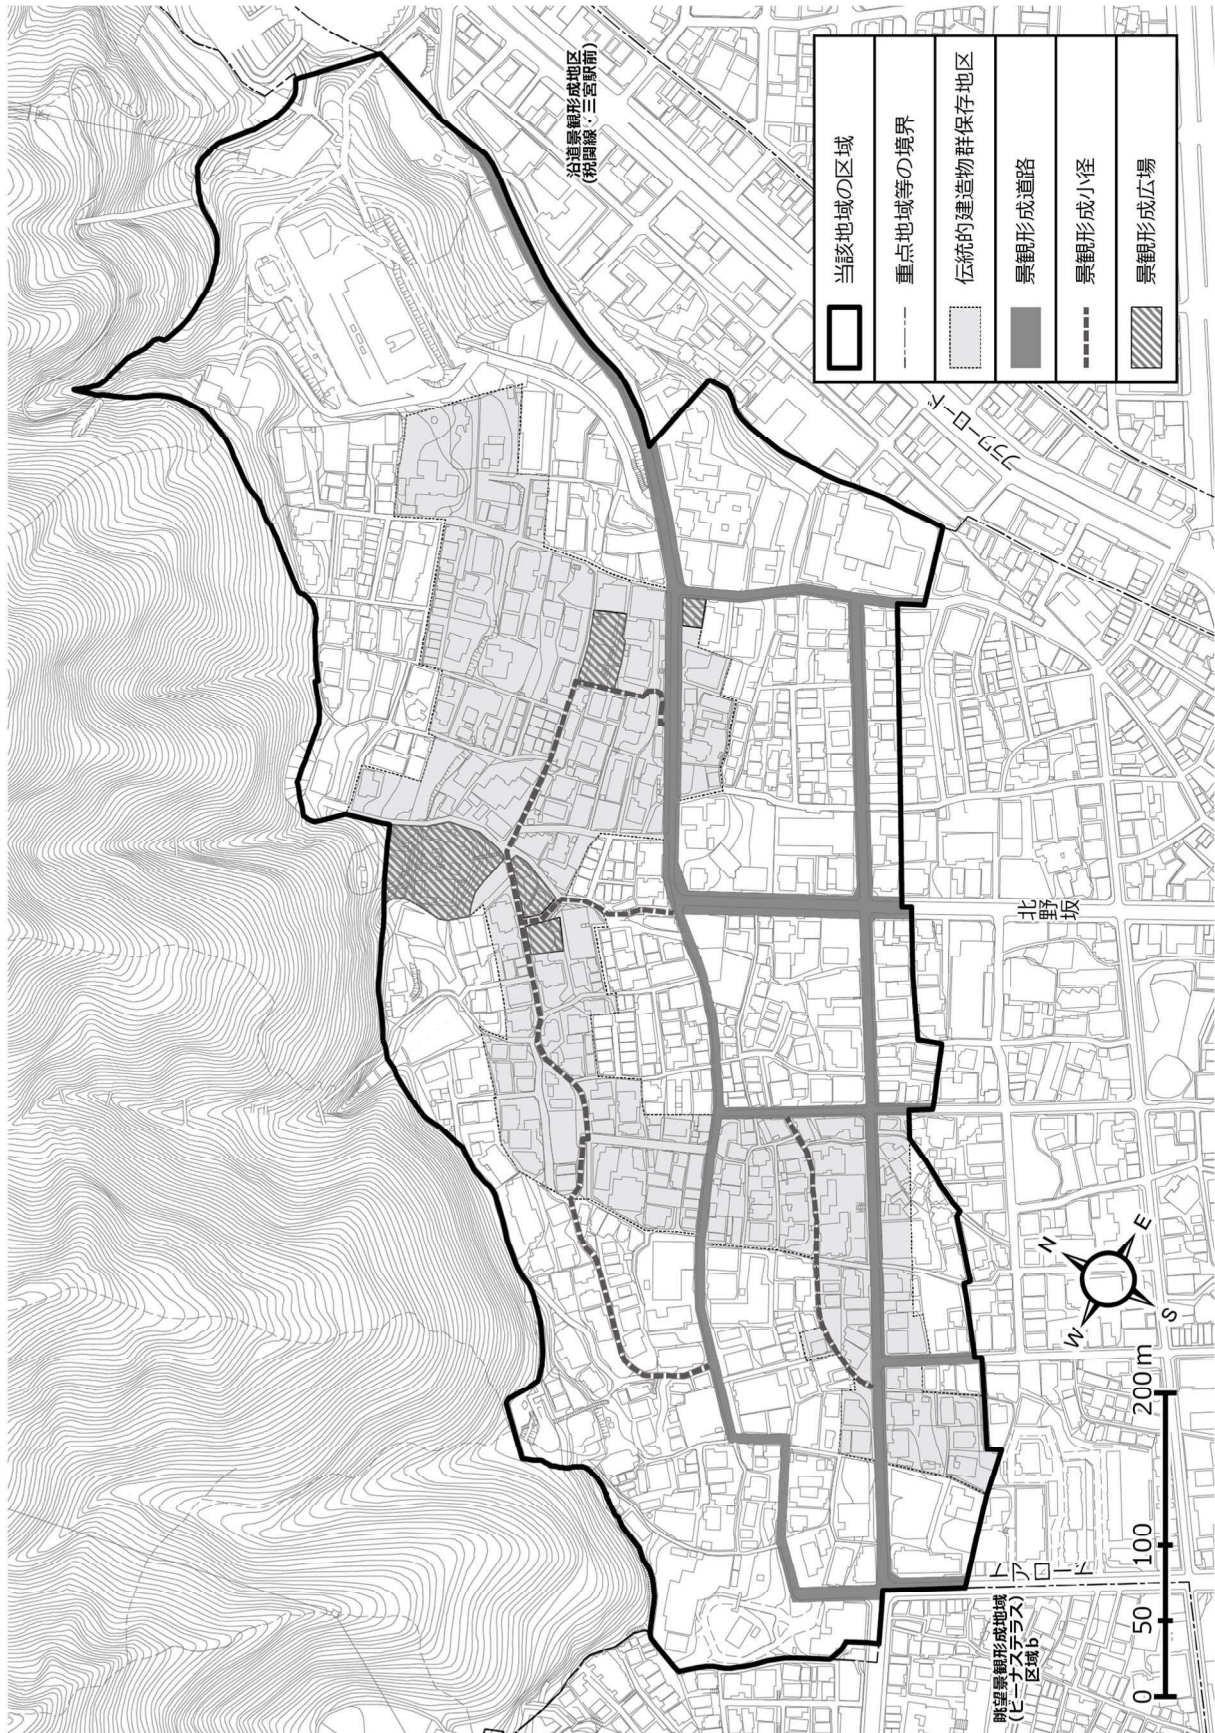 沿道景観形成地区
(税関線・三宮駅前)
当該地域の区域
重点地域等の境界
伝統的建造物群保存地区
景観形成道路
景観形成小径
景観形成広場
フラワーロード
北野坂
トアロード
眺望景観形成地域
(ビーナステラス)
区域b
N
E
S
W
0
50
100
200m